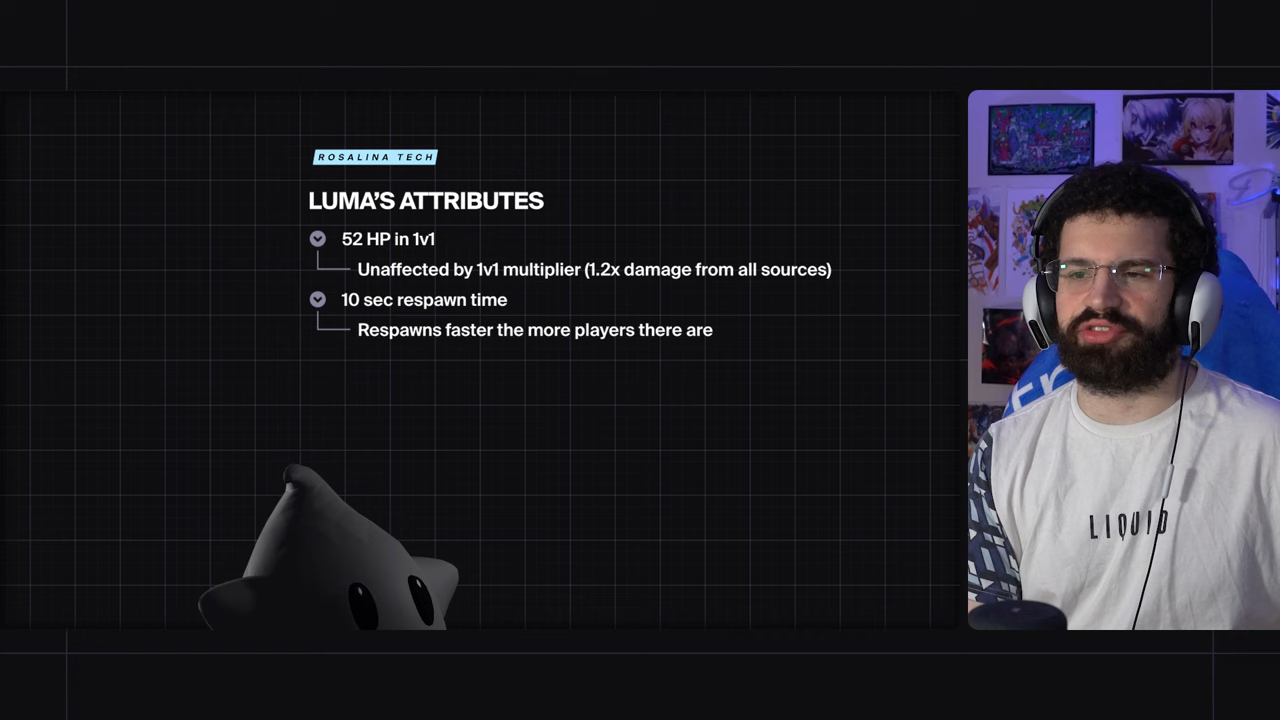 ROSALINA TECH
LUMA'S ATTRIBUTES
52 HP in 1v1
Unaffected by 1v1 multiplier (1.2x damage from all sources)
10 sec respawn time
Respawns faster the more players there are
LIQUID